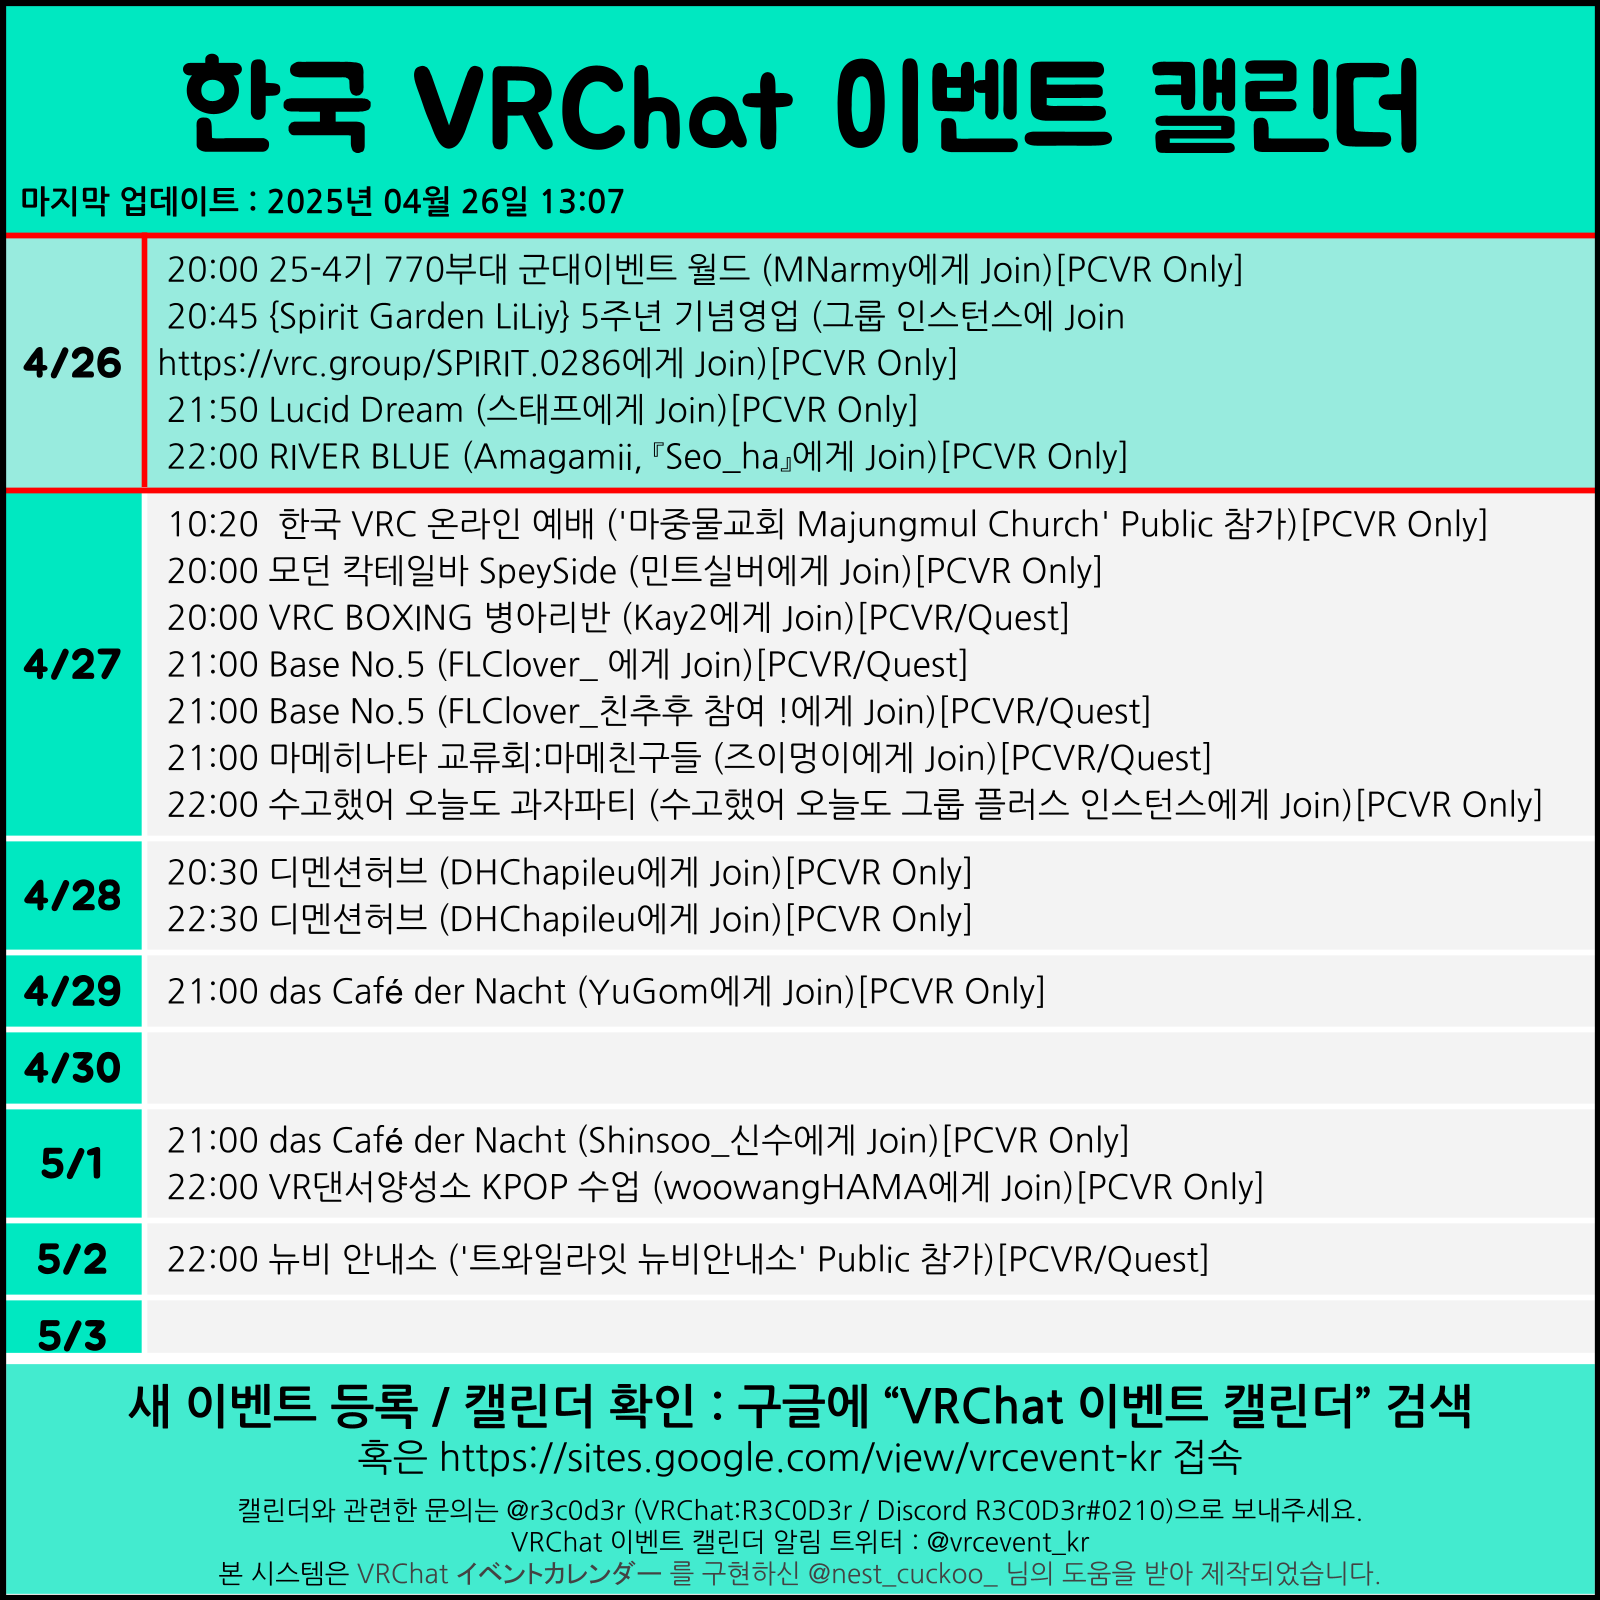 한국 VRChat 이벤트 캘린더
마지막 업데이트 : 2025년 04월 26일 13:07
4/26
20:00 25-4기 770부대 군대이벤트 월드 (MNarmy에게 Join)[PCVR Only]
20:45 {Spirit Garden LiLiy} 5주년 기념영업 (그룹 인스턴스에 Join
https://vrc.group/SPIRIT.0286에게 Join)[PCVR Only]
21:50 Lucid Dream (스태프에게 Join)[PCVR Only]
22:00 RIVER BLUE (Amagamii, 『Seo_ha』에게 Join)[PCVR Only]
4/27
10:20  한국 VRC 온라인 예배 ('마중물교회 Majungmul Church' Public 참가)[PCVR Only]
20:00 모던 칵테일바 SpeySide (민트실버에게 Join)[PCVR Only]
20:00 VRC BOXING 병아리반 (Kay2에게 Join)[PCVR/Quest]
21:00 Base No.5 (FLClover_ 에게 Join)[PCVR/Quest]
21:00 Base No.5 (FLClover_친추후 참여 !에게 Join)[PCVR/Quest]
21:00 마메히나타 교류회:마메친구들 (즈이멍이에게 Join)[PCVR/Quest]
22:00 수고했어 오늘도 과자파티 (수고했어 오늘도 그룹 플러스 인스턴스에게 Join)[PCVR Only]
4/28
20:30 디멘션허브 (DHChapileu에게 Join)[PCVR Only]
22:30 디멘션허브 (DHChapileu에게 Join)[PCVR Only]
4/29
21:00 das Café der Nacht (YuGom에게 Join)[PCVR Only]
4/30
5/1
21:00 das Café der Nacht (Shinsoo_신수에게 Join)[PCVR Only]
22:00 VR댄서양성소 KPOP 수업 (woowangHAMA에게 Join)[PCVR Only]
5/2
22:00 뉴비 안내소 ('트와일라잇 뉴비안내소' Public 참가)[PCVR/Quest]
5/3
새 이벤트 등록 / 캘린더 확인 : 구글에 “VRChat 이벤트 캘린더” 검색
혹은 https://sites.google.com/view/vrcevent-kr 접속
캘린더와 관련한 문의는 @r3c0d3r (VRChat:R3C0D3r / Discord R3C0D3r#0210)으로 보내주세요.
VRChat 이벤트 캘린더 알림 트위터 : @vrcevent_kr
본 시스템은 VRChat イベントカレンダー 를 구현하신 @nest_cuckoo_ 님의 도움을 받아 제작되었습니다.